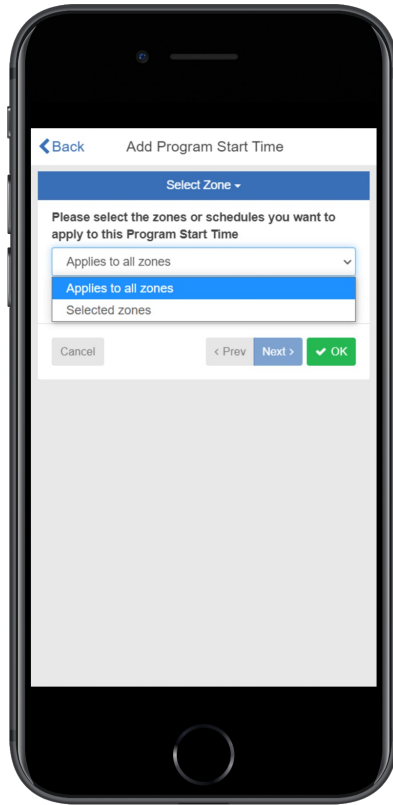 Back Add Program Start Time
Select Zone
Please select the zones or schedules you want to
apply to this Program Start Time
Applies to all zones
Applies to all zones
Selected zones
Cancel < Prev Next > OK